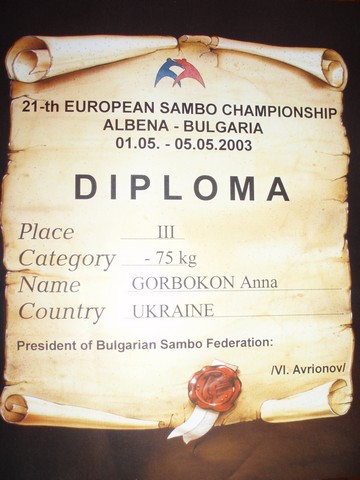 21-th EUROPEAN SAMBO CHAMPIONSHIP
ALBENA - BULGARIA
01.05. - 05.05.2003
DIPLOMA
Place III
Category - 75 kg
Name GORBOKON Anna
Country UKRAINE
President of Bulgarian Sambo Federation:
/Vl. Avrionov/